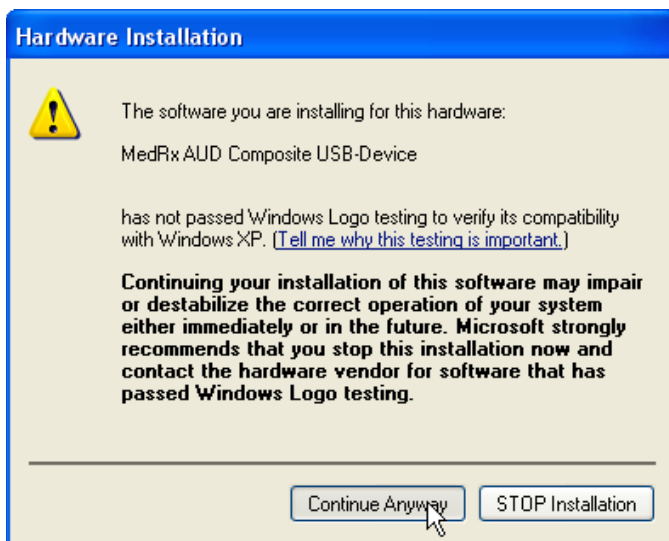 Hardware Installation
The software you are installing for this hardware:
MedRx AUD Composite USB-Device
has not passed Windows Logo testing to verify its compatibility
with Windows XP. (Tell me why this testing is important.)
Continuing your installation of this software may impair
or destabilize the correct operation of your system
either immediately or in the future. Microsoft strongly
recommends that you stop this installation now and
contact the hardware vendor for software that has
passed Windows Logo testing.
Continue Anyway
STOP Installation